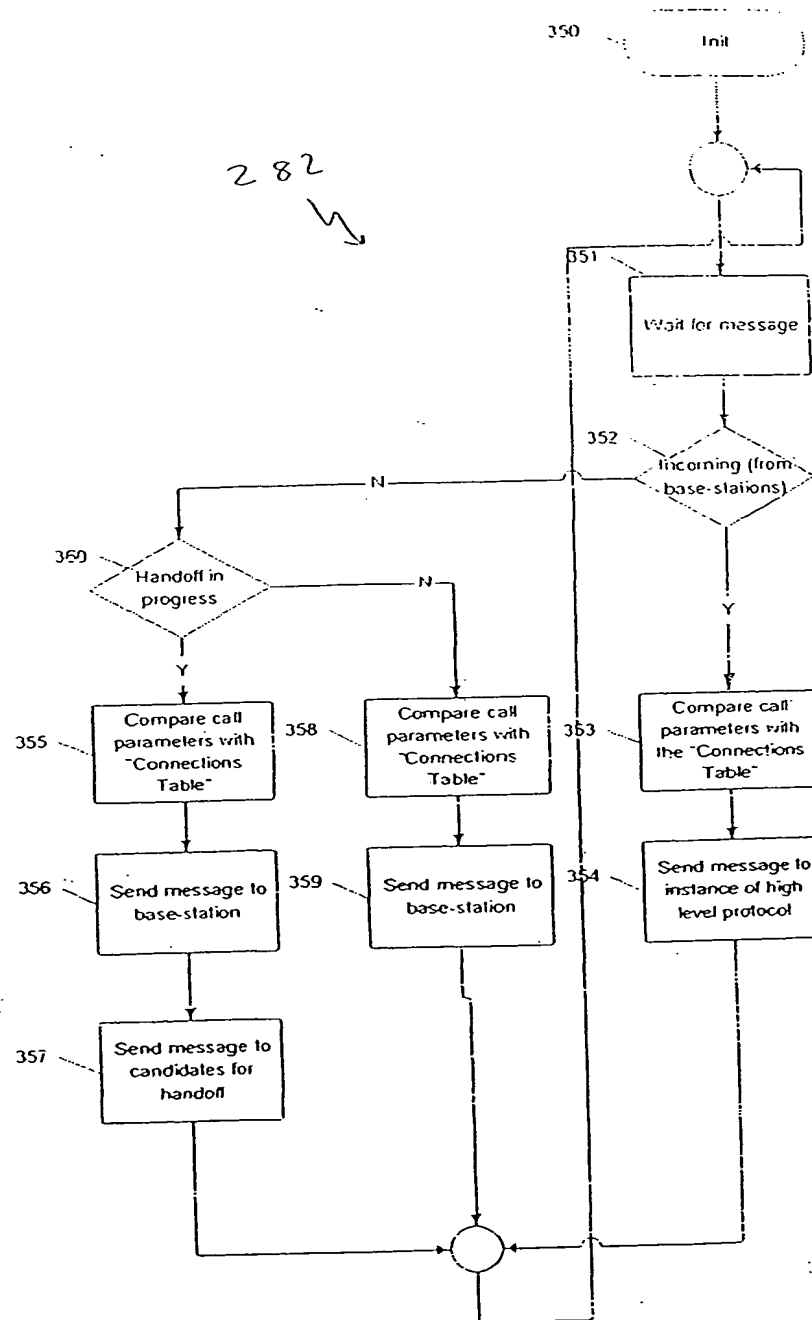 350
Init
282
351
Wait for message
352
Incoming (from
base-stations)
N
360
Handoff in
progress
N
Y
Y
355
Compare call
parameters with
"Connections
Table"
358
Compare call
parameters with
"Connections
Table"
353
Compare call
parameters with
the "Connections
Table"
356
Send message to
base-station
359
Send message to
base-station
354
Send message to
instance of high
level protocol
357
Send message to
candidates for
handoff